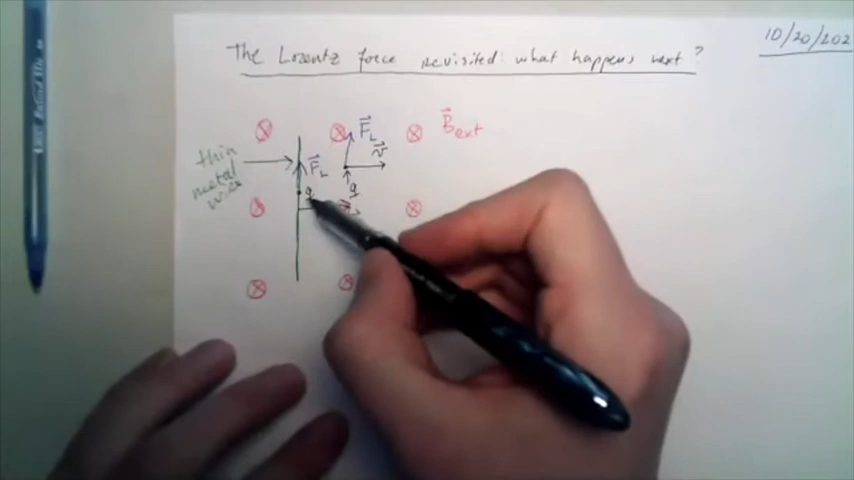 10/20/202
The Lorentz force revisited: what happens next?
B⃗ext
F⃗L
v⃗
thin
metal
wire
F⃗L
q
q